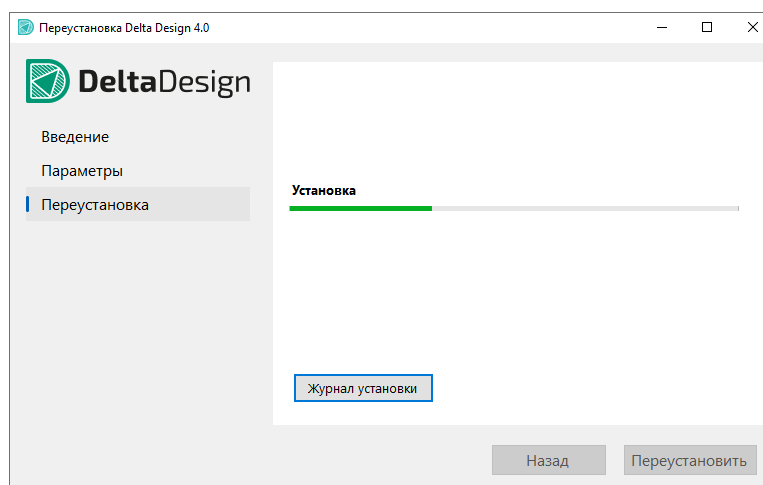 Переустановка Delta Design 4.0
DeltaDesign
Введение
Параметры
Переустановка
Установка
Журнал установки
Назад
Переустановить